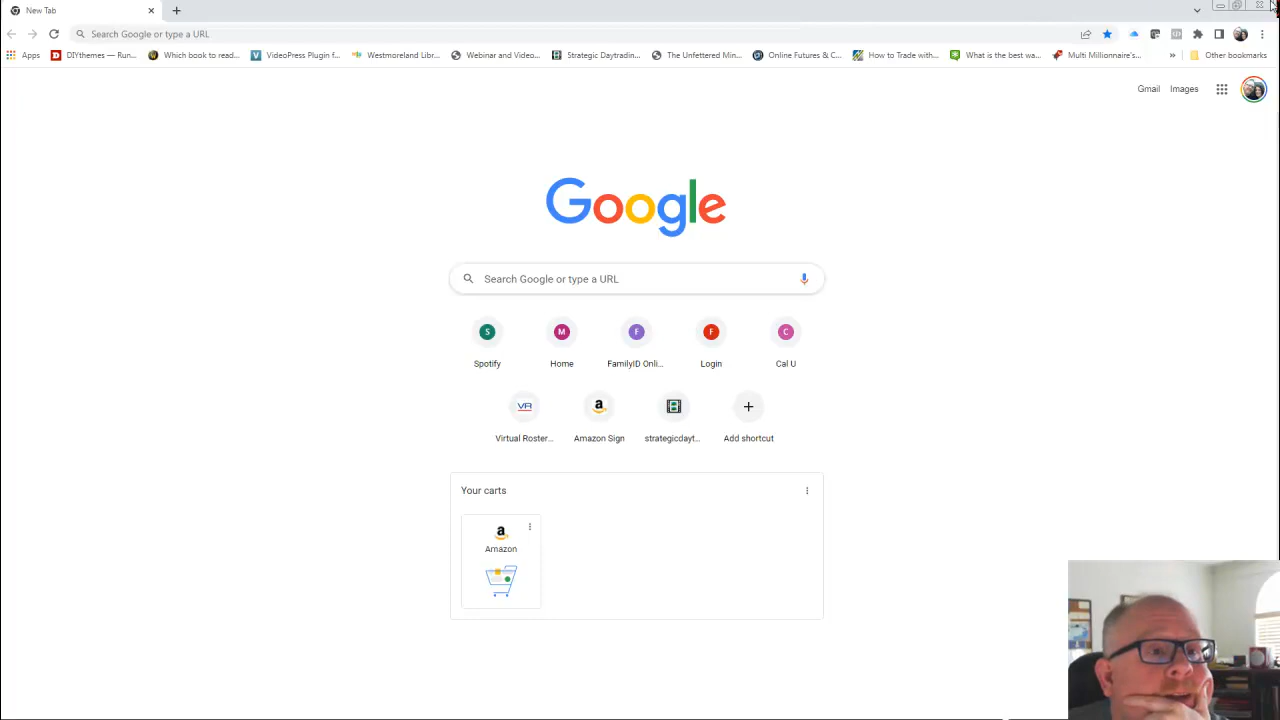 New Tab
Search Google or type a URL
Apps DIYthemes — Run... Which book to read... VideoPress Plugin f... Westmoreland Libr... Webinar and Video... Strategic Daytradin... The Unfettered Min... Online Futures & C... How to Trade with... What is the best wa... Multi Millionaire's... » Other bookmarks
Gmail Images
Google
Search Google or type a URL
S M F F C
Spotify Home FamilyID Onli... Login Cal U
VR a
Virtual Roster... Amazon Sign strategicdayt... Add shortcut
Your carts
a
Amazon